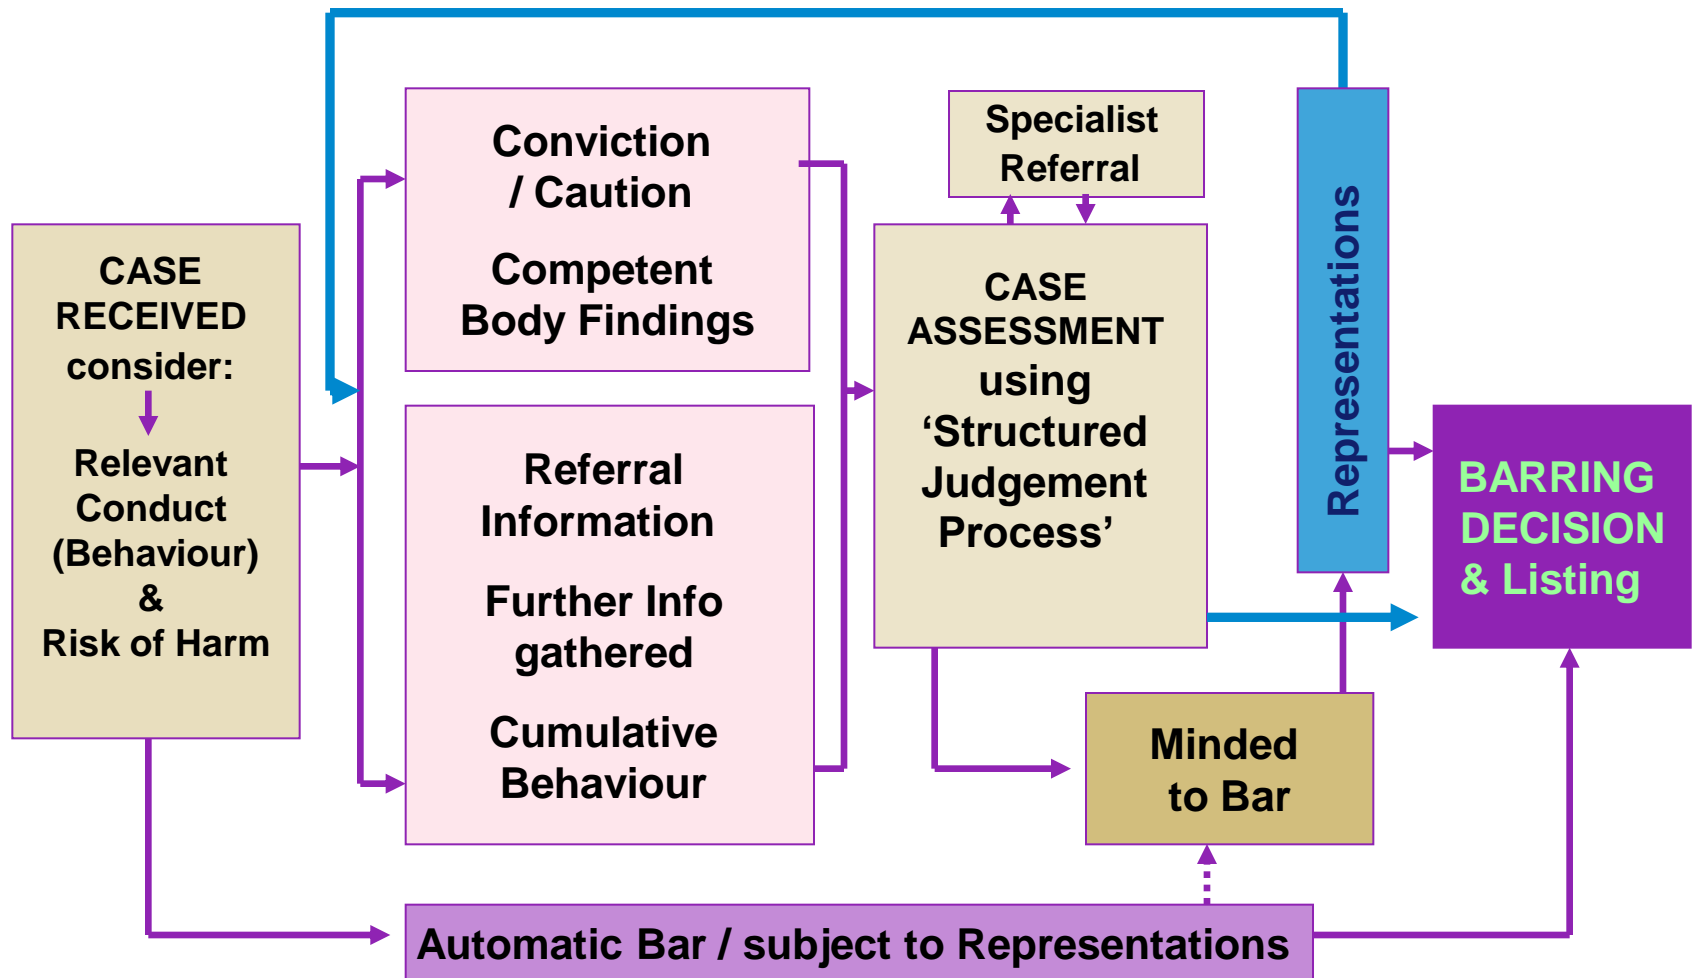 CASE
RECEIVED
consider:
Relevant
Conduct
(Behaviour)
&
Risk of Harm
Conviction
/ Caution
Competent
Body Findings
Referral
Information
Further Info
gathered
Cumulative
Behaviour
Specialist
Referral
CASE
ASSESSMENT
using
‘Structured
Judgement
Process’
Representations
Minded
to Bar
BARRING
DECISION
& Listing
Automatic Bar / subject to Representations